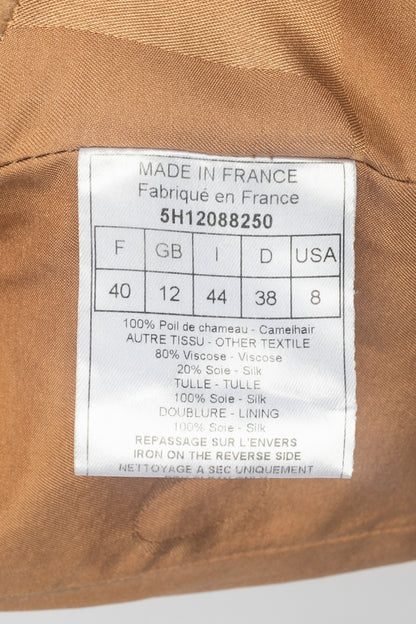 MADE IN FRANCE
Fabriqué en France
5H12088250
F GB I D USA
40 12 44 38 8
100% Poil de chameau - Camelhair
AUTRE TISSU - OTHER TEXTILE
80% Viscose - Viscose
20% Soie - Silk
TULLE - TULLE
100% Soie - Silk
DOUBLURE - LINING
100% Soie - Silk
REPASSAGE SUR L'ENVERS
IRON ON THE REVERSE SIDE
NETTOYAGE A SEC UNIQUEMENT